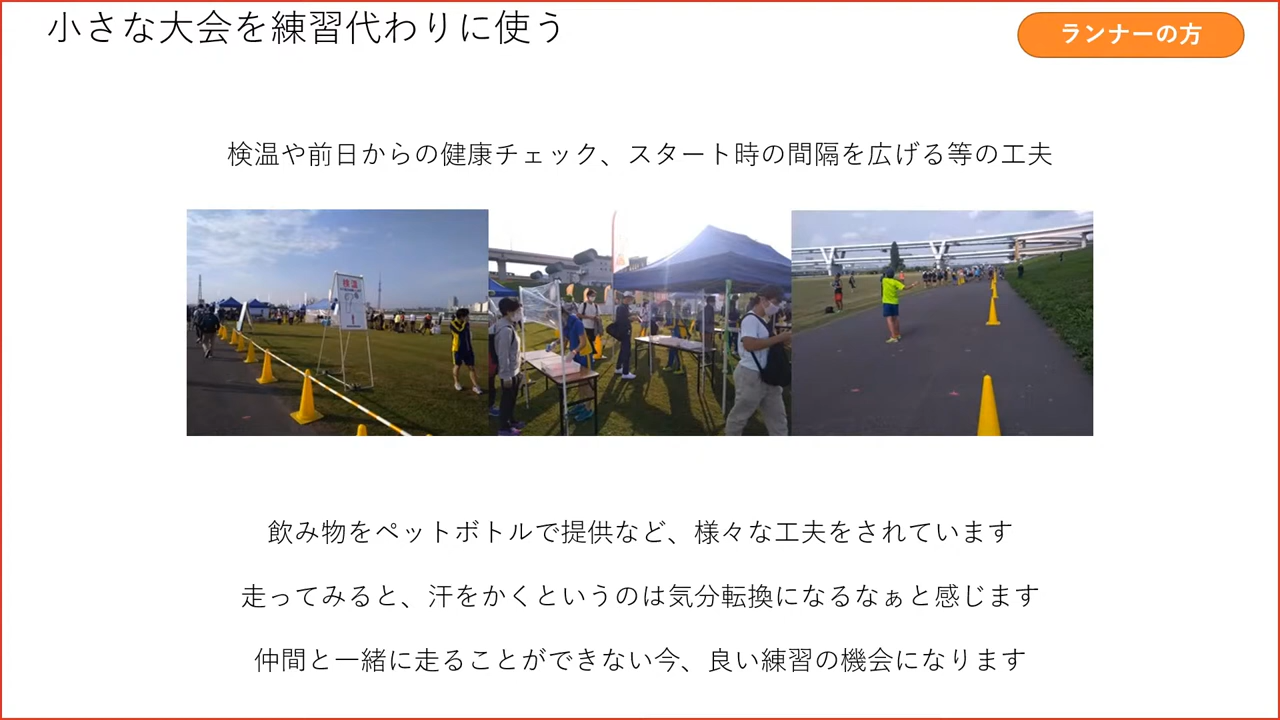 小さな大会を練習代わりに使う
ランナーの方
検温や前日からの健康チェック、スタート時の間隔を広げる等の工夫
検温
飲み物をペットボトルで提供など、様々な工夫をされています
走ってみると、汗をかくというのは気分転換になるなぁと感じます
仲間と一緒に走ることができない今、良い練習の機会になります